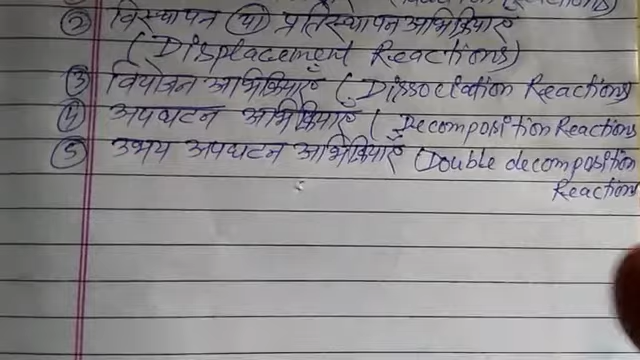 ② विस्थापन (या) प्रतिस्थापन अभिक्रियाएँ
(Displacement Reactions)
③ वियोजन अभिक्रियाएँ (Dissociation Reactions)
④ अपघटन अभिक्रियाएँ (Decomposition Reactions
⑤ उभय अपघटन अभिक्रियाएँ (Double decomposition
Reactions